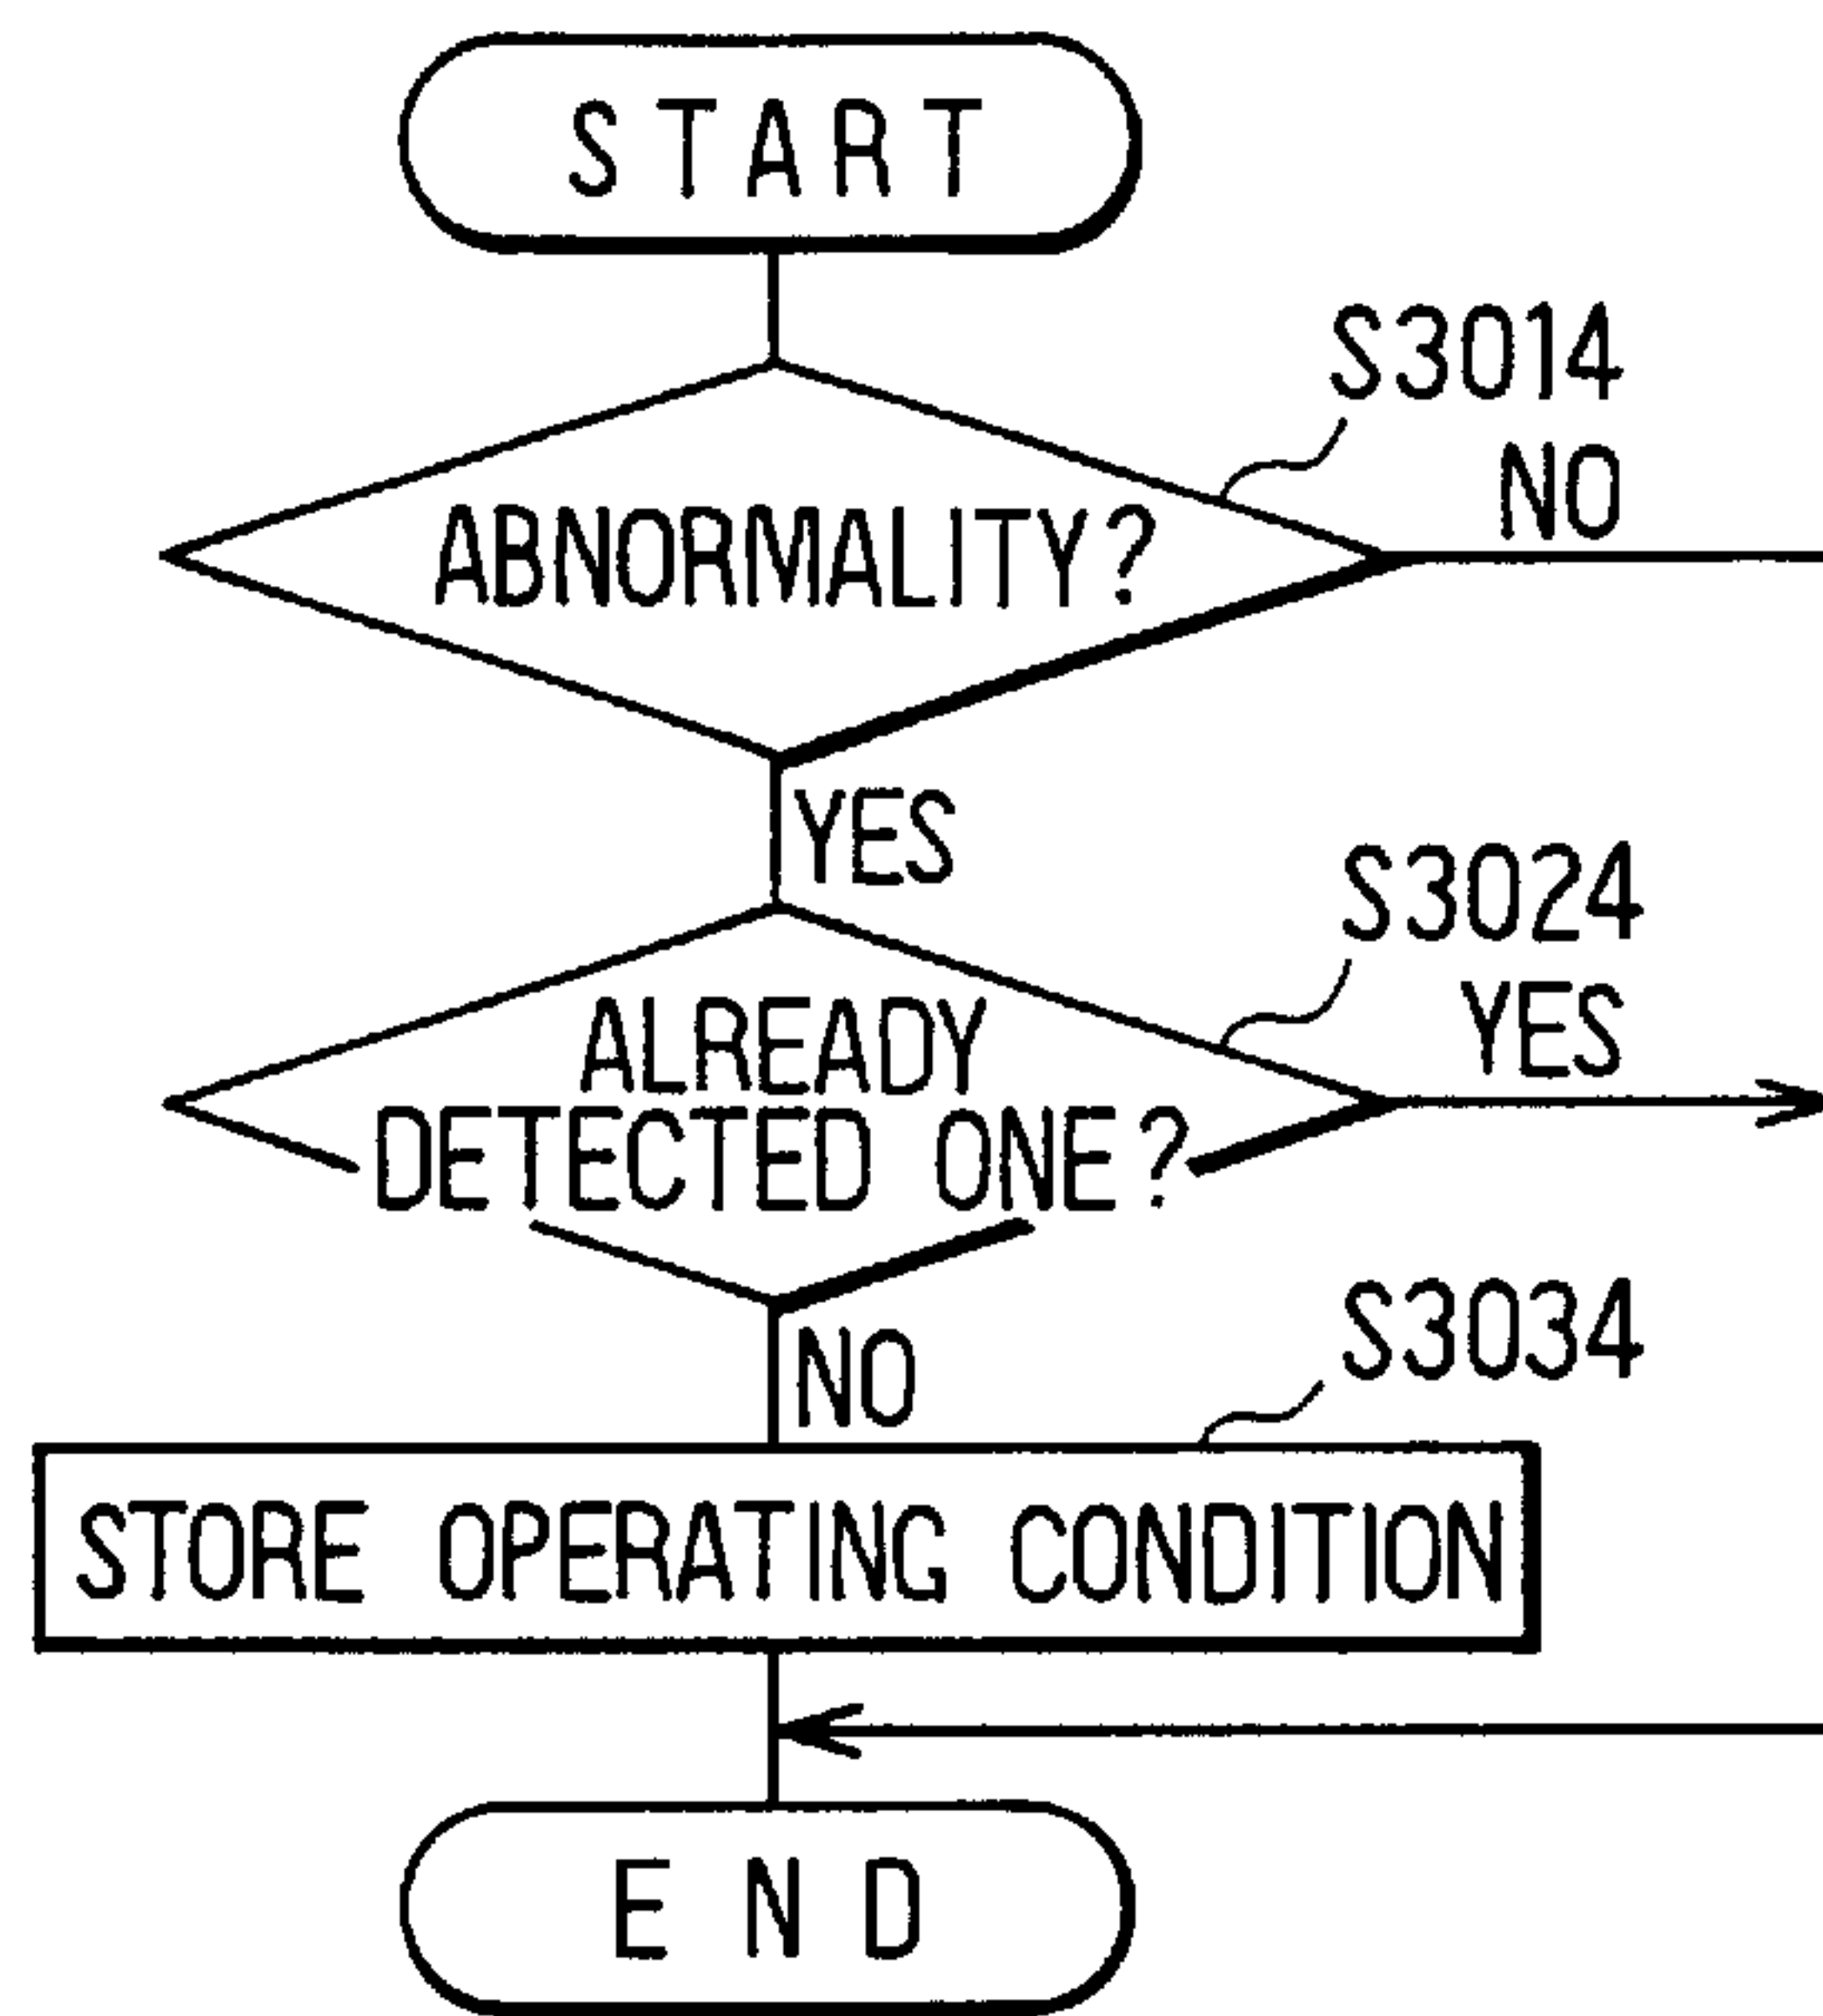 START
S3014
NO
ABNORMALITY?
YES
S3024
YES
ALREADY
DETECTED ONE?
NO
S3034
STORE OPERATING CONDITION
END